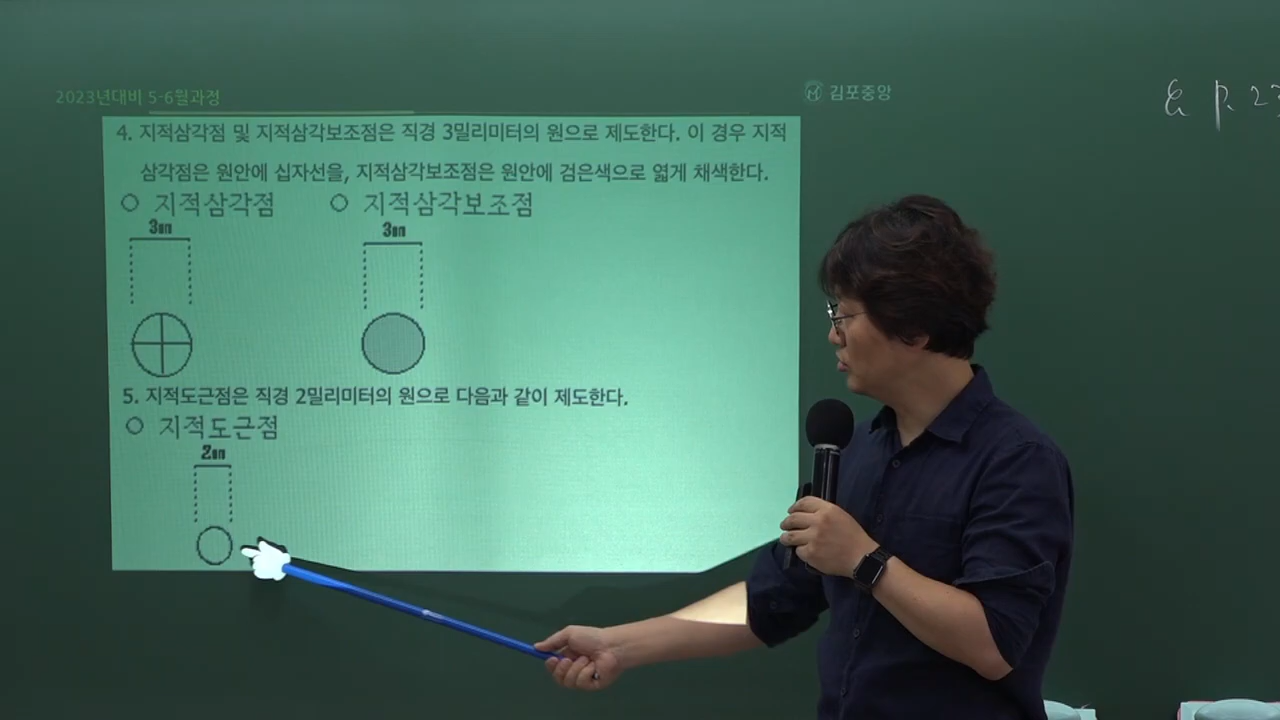 2023년대비 5-6월과정
김포중앙
4. 지적삼각점 및 지적삼각보조점은 직경 3밀리미터의 원으로 제도한다. 이 경우 지적
삼각점은 원안에 십자선을, 지적삼각보조점은 원안에 검은색으로 엷게 채색한다.
○ 지적삼각점 ○ 지적삼각보조점
3㎜ 3㎜
5. 지적도근점은 직경 2밀리미터의 원으로 다음과 같이 제도한다.
○ 지적도근점
2㎜